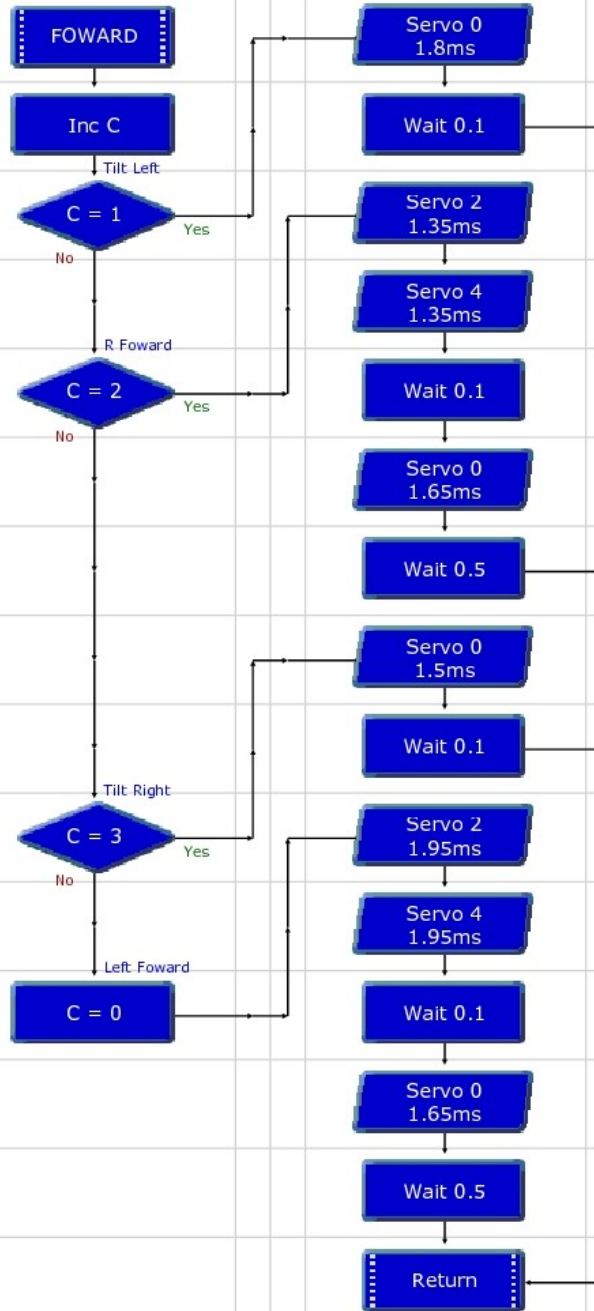 FOWARD
Inc C
Tilt Left
C = 1
Yes
No
R Foward
C = 2
Yes
No
Tilt Right
C = 3
Yes
No
Left Foward
C = 0
Servo 0
1.8ms
Wait 0.1
Servo 2
1.35ms
Servo 4
1.35ms
Wait 0.1
Servo 0
1.65ms
Wait 0.5
Servo 0
1.5ms
Wait 0.1
Servo 2
1.95ms
Servo 4
1.95ms
Wait 0.1
Servo 0
1.65ms
Wait 0.5
Return